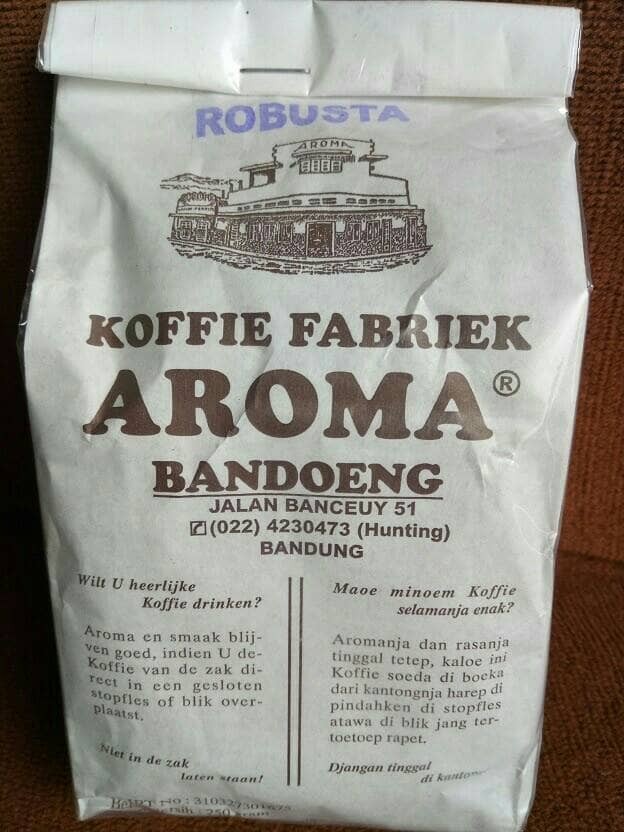 ROBUSTA
AROMA
KOFFIE FABRIEK
AROMA®
BANDOENG
JALAN BANCEUY 51
(022) 4230473 (Hunting)
BANDUNG
Wilt U heerlijke
Koffie drinken?
Aroma en smaak blij-
ven goed, indien U de-
Koffie van de zak di-
rect in een gesloten
stopfles of blik over-
plaatst.
Niet in de zak
laten staan!
Maoe minoem Koffie
selamanja enak?
Aromanja dan rasanja
tinggal tetep, kaloe ini
Koffie soeda di boeka
dari kantongnja harep di
pindahken di stopfles
atawa di blik jang ter-
toetoep rapet.
Djangan tinggal
di
No :
250 gram